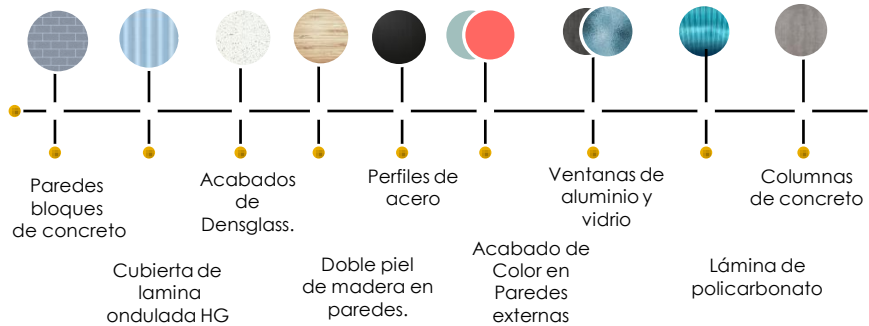 Paredes
bloques
de concreto
Cubierta de
lamina
ondulada HG
Acabados
de
Densglass.
Doble piel
de madera en
paredes.
Perfiles de
acero
Acabado de
Color en
Paredes
externas
Ventanas de
aluminio y
vidrio
Lámina de
policarbonato
Columnas
de concreto